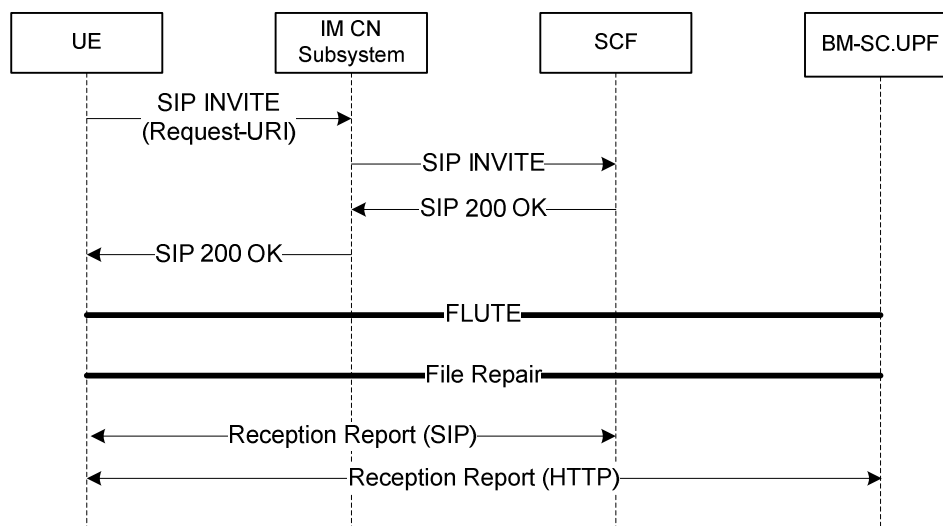 UE
IM CN
Subsystem
SCF
BM-SC.UPF
SIP INVITE
(Request-URI)
SIP INVITE
SIP 200 OK
SIP 200 OK
FLUTE
File Repair
Reception Report (SIP)
Reception Report (HTTP)